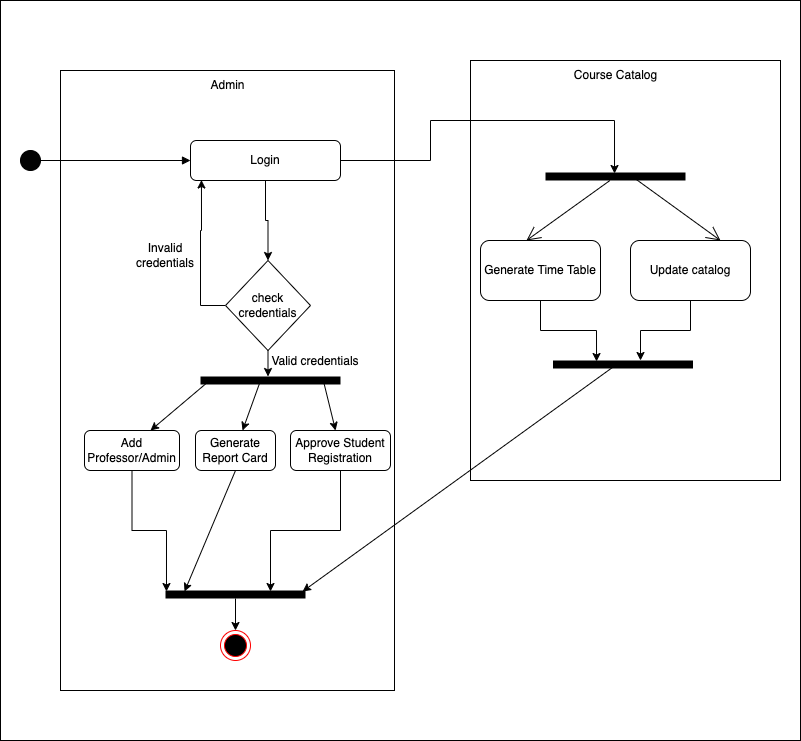 Admin
Course Catalog
Login
Invalid
credentials
check
credentials
Valid credentials
Generate Time Table
Update catalog
Add
Professor/Admin
Generate
Report Card
Approve Student
Registration